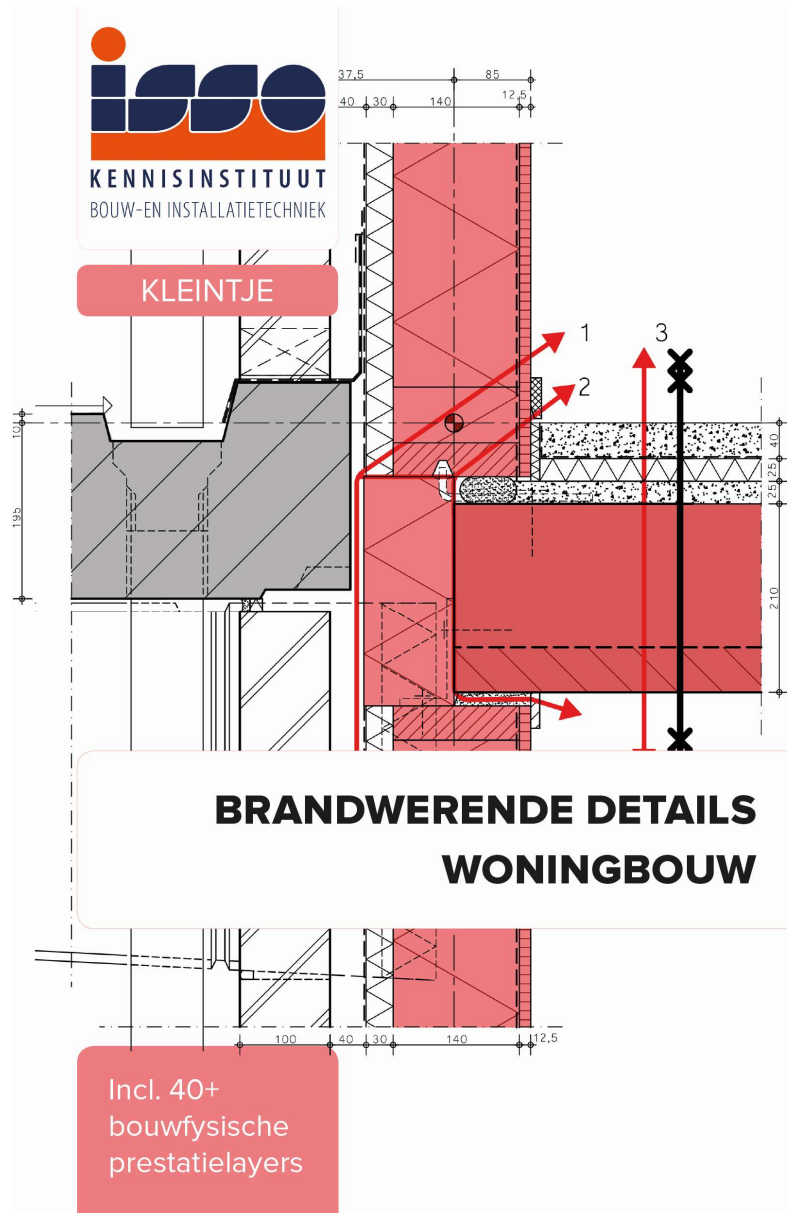 isso
KENNISINSTITUUT
BOUW-EN INSTALLATIETECHNIEK
KLEINTJE
37,5 85
40 30 140 12,5
1 3
2
10
195
40
25
25
210
BRANDWERENDE DETAILS
WONINGBOUW
100 40 30 140 12,5
Incl. 40+
bouwfysische
prestatielayers